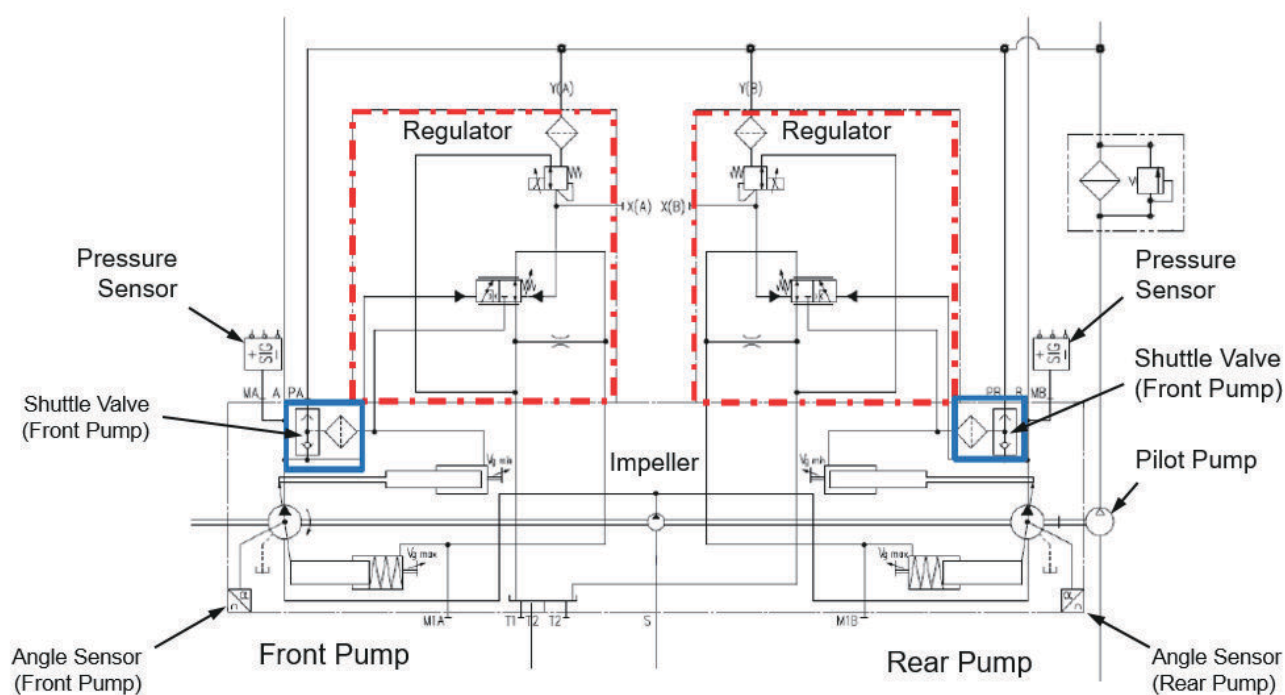 Y(A)
Y(B)
Regulator
Regulator
X(A)
X(B)
Pressure
Sensor
Pressure
Sensor
+ SIG –
+ SIG –
MA A PA
PB B MB
Shuttle Valve
(Front Pump)
Shuttle Valve
(Front Pump)
Vg min
Impeller
Vg min
Pilot Pump
Vg max
Vg max
M1A
T1
T2
T2
S
M1B
Angle Sensor
(Front Pump)
Front Pump
Rear Pump
Angle Sensor
(Rear Pump)